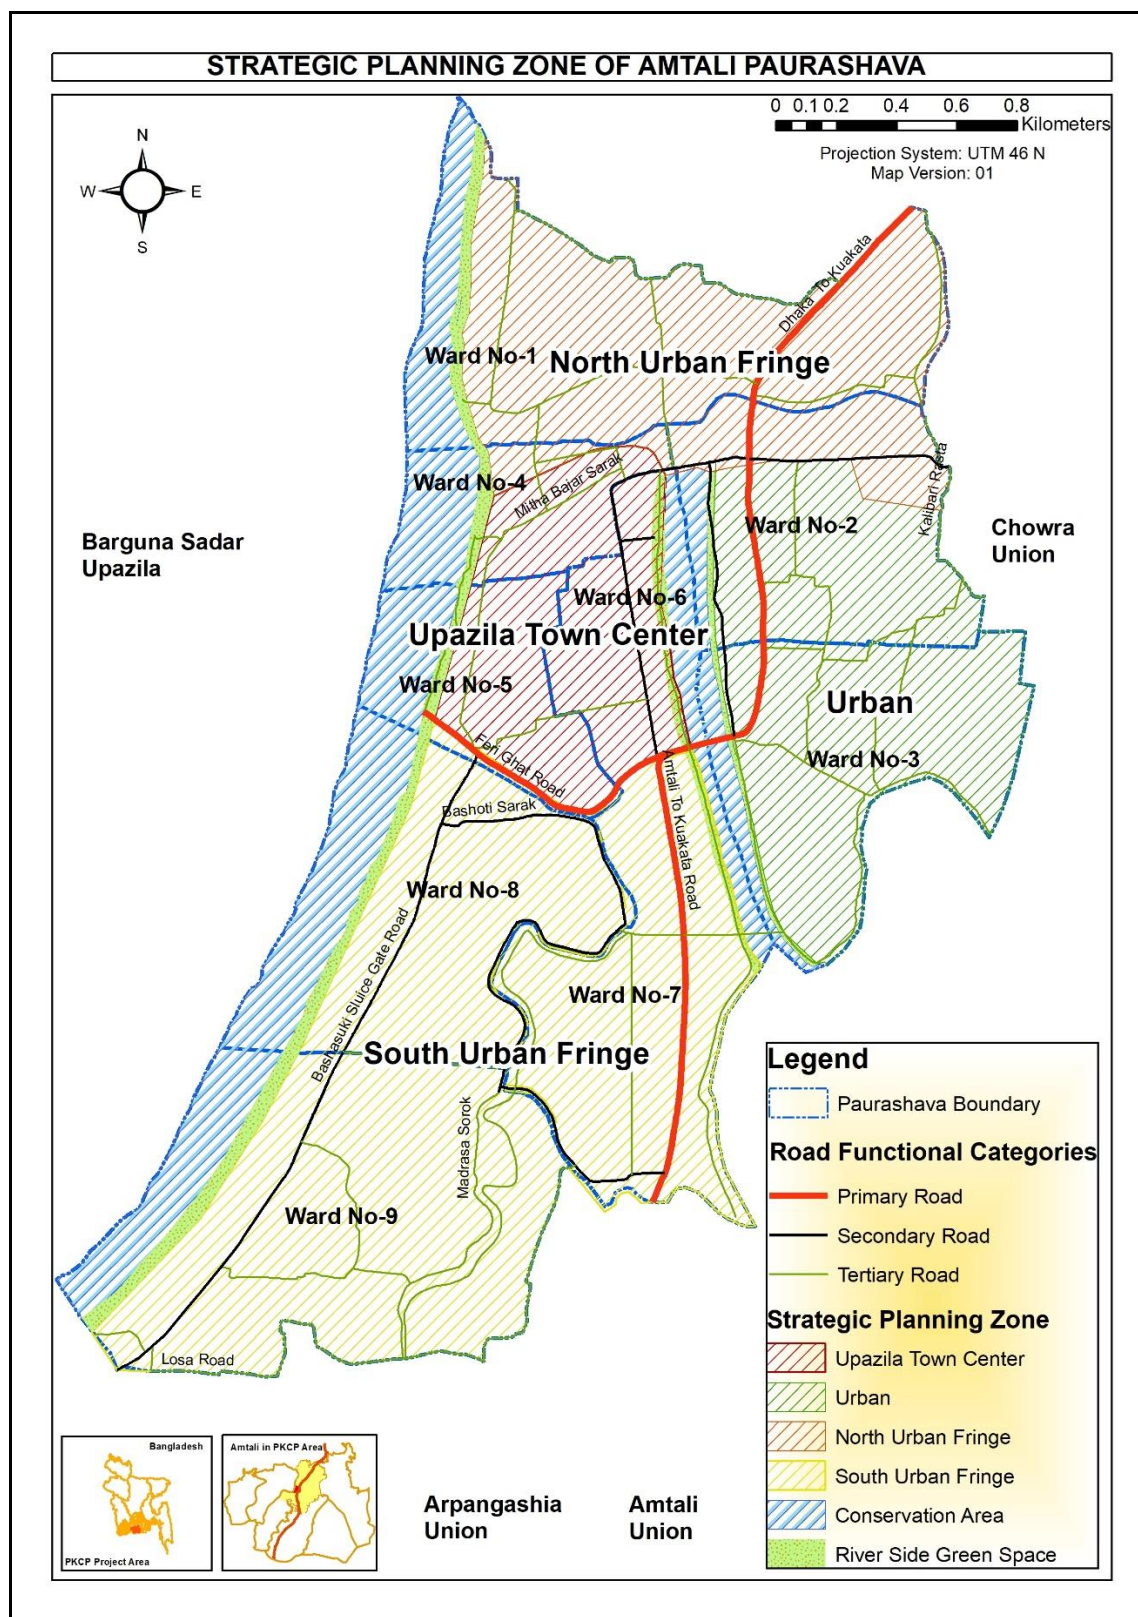 STRATEGIC PLANNING ZONE OF AMTALI PAURASHAVA
0 0.1 0.2 0.4 0.6 0.8
Kilometers
Projection System: UTM 46 N
Map Version: 01
N
W E
S
Dhaka To Kuakata
Ward No-1
North Urban Fringe
Ward No-4
Mitha Bajar Sarak
Kalibari Rasta
Ward No-2
Barguna Sadar
Upazila
Chowra
Union
Ward No-6
Upazila Town Center
Ward No-5
Urban
Ward No-3
Feri Ghat Road
Amtali To Kuakata Road
Bashoti Sarak
Ward No-8
Bashasuki Sluice Gate Road
Ward No-7
South Urban Fringe
Madrasa Sorok
Ward No-9
Losa Road
Legend
Paurashava Boundary
Road Functional Categories
Primary Road
Secondary Road
Tertiary Road
Strategic Planning Zone
Upazila Town Center
Urban
North Urban Fringe
South Urban Fringe
Conservation Area
River Side Green Space
Bangladesh
PKCP Project Area
Amtali in PKCP Area
Arpangashia
Union
Amtali
Union